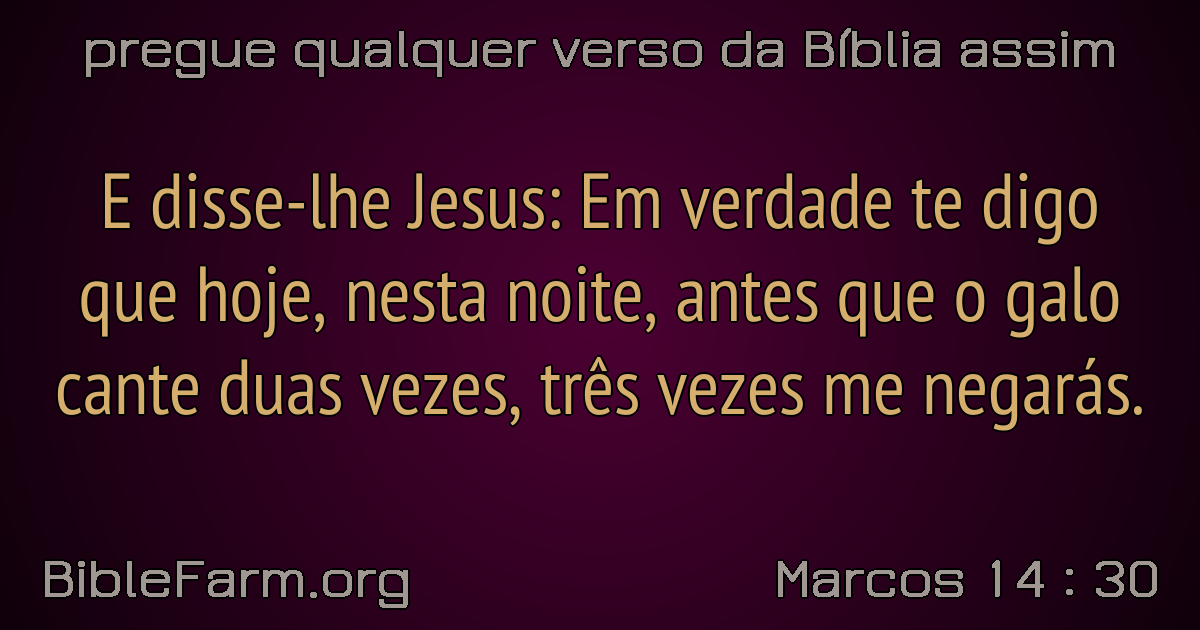 pregue qualquer verso da Bíblia assim
E disse-lhe Jesus: Em verdade te digo
que hoje, nesta noite, antes que o galo
cante duas vezes, três vezes me negarás.
BibleFarm.org
Marcos 14 : 30